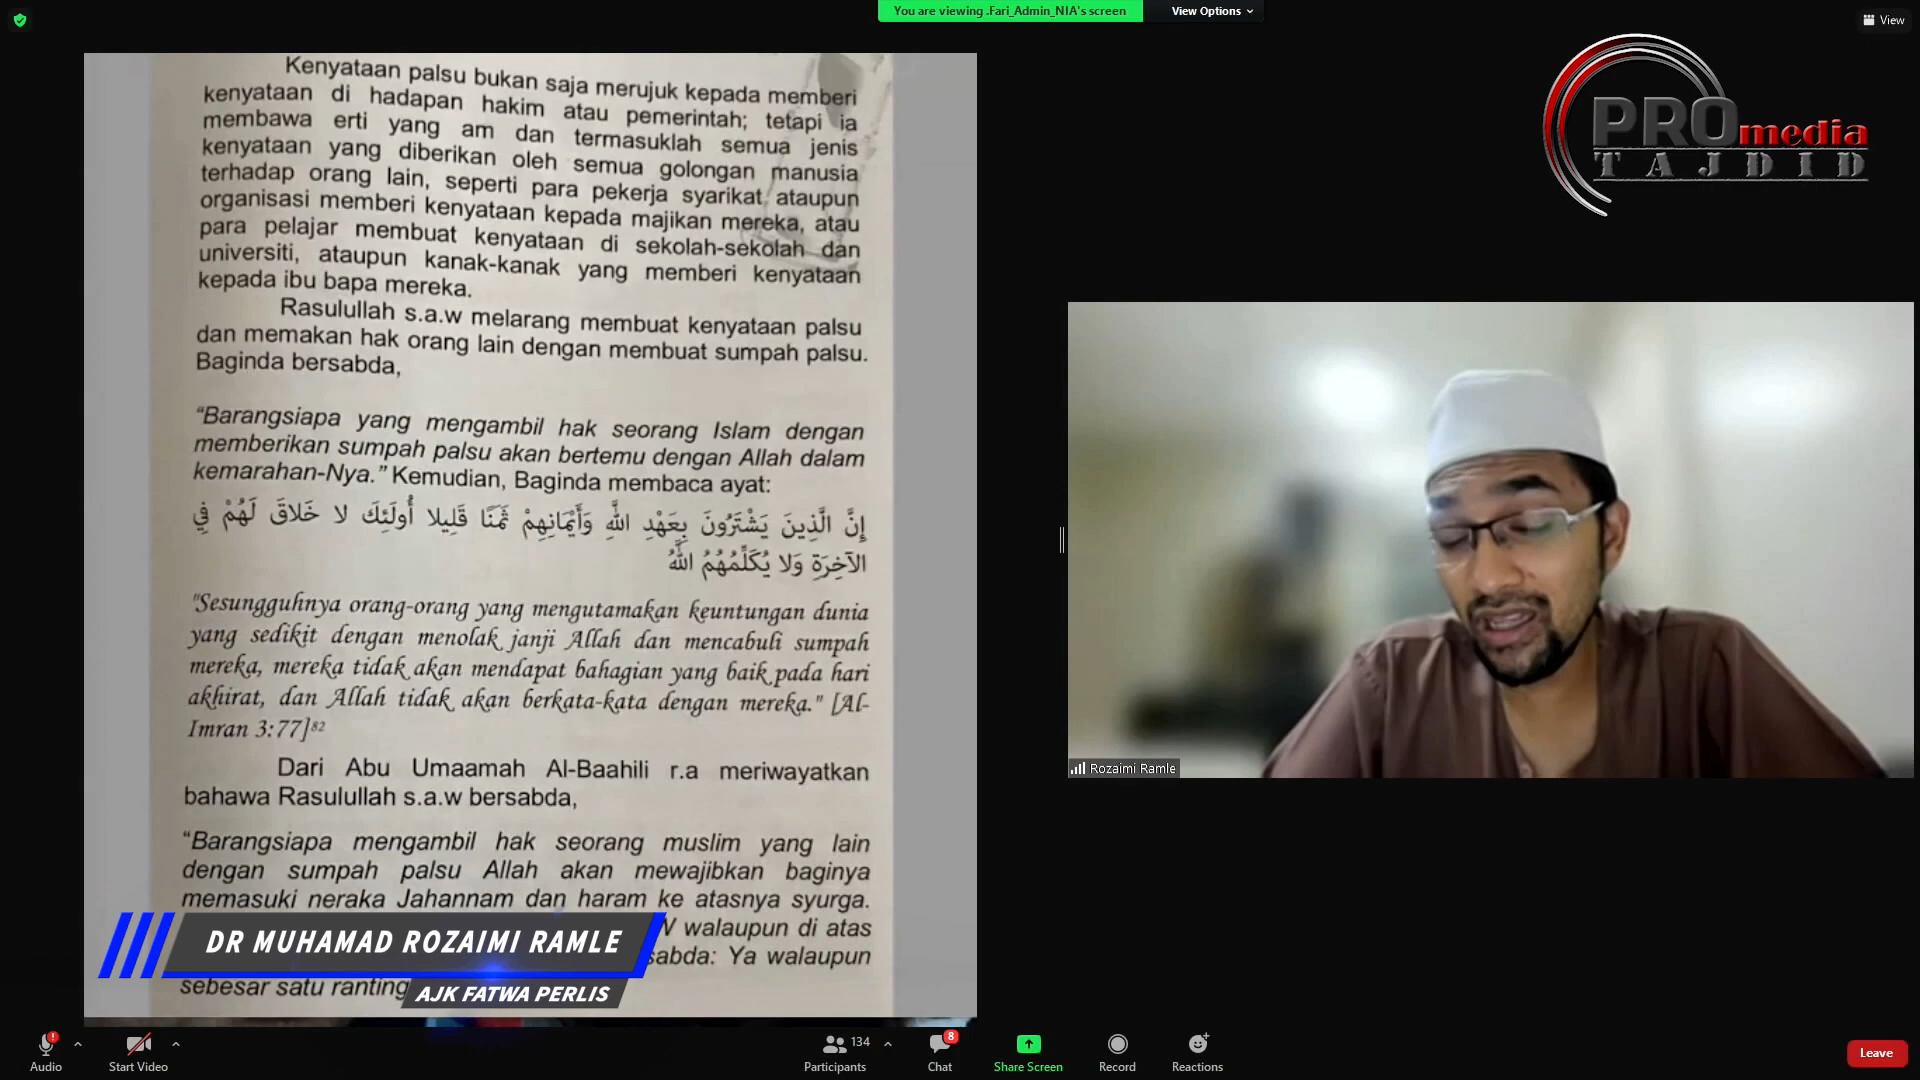 You are viewing .Fari_Admin_NIA's screen
View Options
View
PROmedia
TAJDID
Kenyataan palsu bukan saja merujuk kepada memberi
kenyataan di hadapan hakim atau pemerintah; tetapi ia
membawa erti yang am dan termasuklah semua jenis
kenyataan yang diberikan oleh semua golongan manusia
terhadap orang lain, seperti para pekerja syarikat ataupun
organisasi memberi kenyataan kepada majikan mereka, atau
para pelajar membuat kenyataan di sekolah-sekolah dan
universiti, ataupun kanak-kanak yang memberi kenyataan
kepada ibu bapa mereka.
Rasulullah s.a.w melarang membuat kenyataan palsu
dan memakan hak orang lain dengan membuat sumpah palsu.
Baginda bersabda,
“Barangsiapa yang mengambil hak seorang Islam dengan
memberikan sumpah palsu akan bertemu dengan Allah dalam
kemarahan-Nya.” Kemudian, Baginda membaca ayat:
إِنَّ الَّذِينَ يَشْتَرُونَ بِعَهْدِ اللَّهِ وَأَيْمَانِهِمْ ثَمَنًا قَلِيلا أُولَئِكَ لا خَلاقَ لَهُمْ فِي
الآخِرَةِ وَلا يُكَلِّمُهُمُ اللَّهُ
"Sesungguhnya orang-orang yang mengutamakan keuntungan dunia
yang sedikit dengan menolak janji Allah dan mencabuli sumpah
mereka, mereka tidak akan mendapat bahagian yang baik pada hari
akhirat, dan Allah tidak akan berkata-kata dengan mereka." [Al-
Imran 3:77]82
Dari Abu Umaamah Al-Baahili r.a meriwayatkan
bahawa Rasulullah s.a.w bersabda,
“Barangsiapa mengambil hak seorang muslim yang lain
dengan sumpah palsu Allah akan mewajibkan baginya
memasuki neraka Jahannam dan haram ke atasnya syurga.
walaupun di atas
sabda: Ya walaupun
sebesar satu ranting
DR MUHAMAD ROZAIMI RAMLE
AJK FATWA PERLIS
Rozaimi Ramle
Audio
Start Video
134
Participants
8
Chat
Share Screen
Record
Reactions
Leave